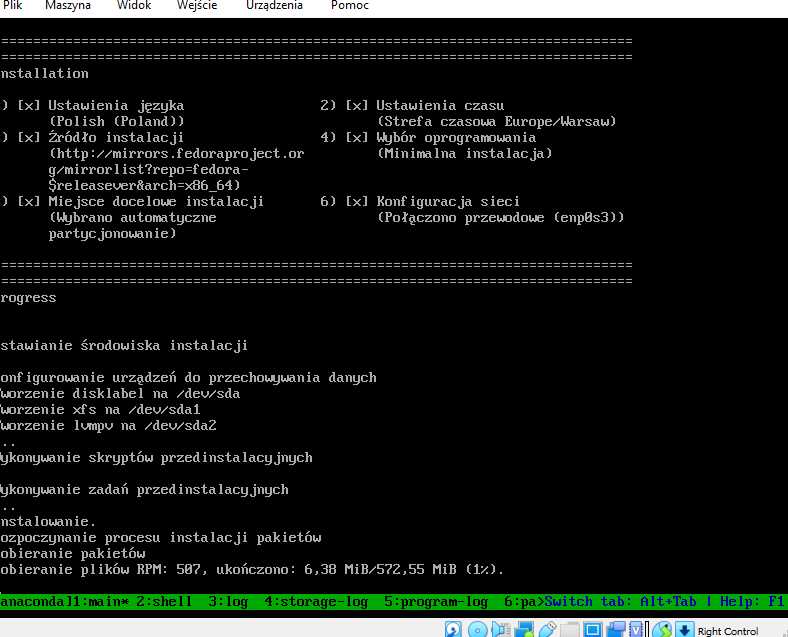 Plik Maszyna Widok Wejście Urządzenia Pomoc
================================================================================
================================================================================
nstallation
) [x] Ustawienia języka 2) [x] Ustawienia czasu
(Polish (Poland)) (Strefa czasowa Europe/Warsaw)
) [x] Źródło instalacji 4) [x] Wybór oprogramowania
(http://mirrors.fedoraproject.or (Minimalna instalacja)
g/mirrorlist?repo=fedora-
$releasever&arch=x86_64)
) [x] Miejsce docelowe instalacji 6) [x] Konfiguracja sieci
(Wybrano automatyczne (Połączono przewodowe (enp0s3))
partycjonowanie)
================================================================================
================================================================================
rogress
stawianie środowiska instalacji
onfigurowanie urządzeń do przechowywania danych
worzenie disklabel na /dev/sda
worzenie xfs na /dev/sda1
worzenie lvmpv na /dev/sda2
..
ykonywanie skryptów przedinstalacyjnych
ykonywanie zadań przedinstalacyjnych
..
nstalowanie.
ozpoczynanie procesu instalacji pakietów
obieranie pakietów
obieranie plików RPM: 507, ukończono: 6,38 MiB/572,55 MiB (1%).
anaconda]1:main* 2:shell 3:log 4:storage-log 5:program-log 6:pa>Switch tab: Alt+Tab | Help: F1
Right Control